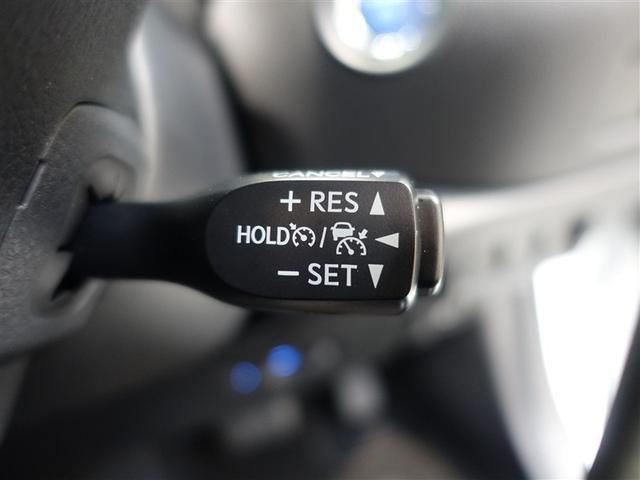 CANCEL▼
+ RES ▲
HOLD / ◀
− SET ▼